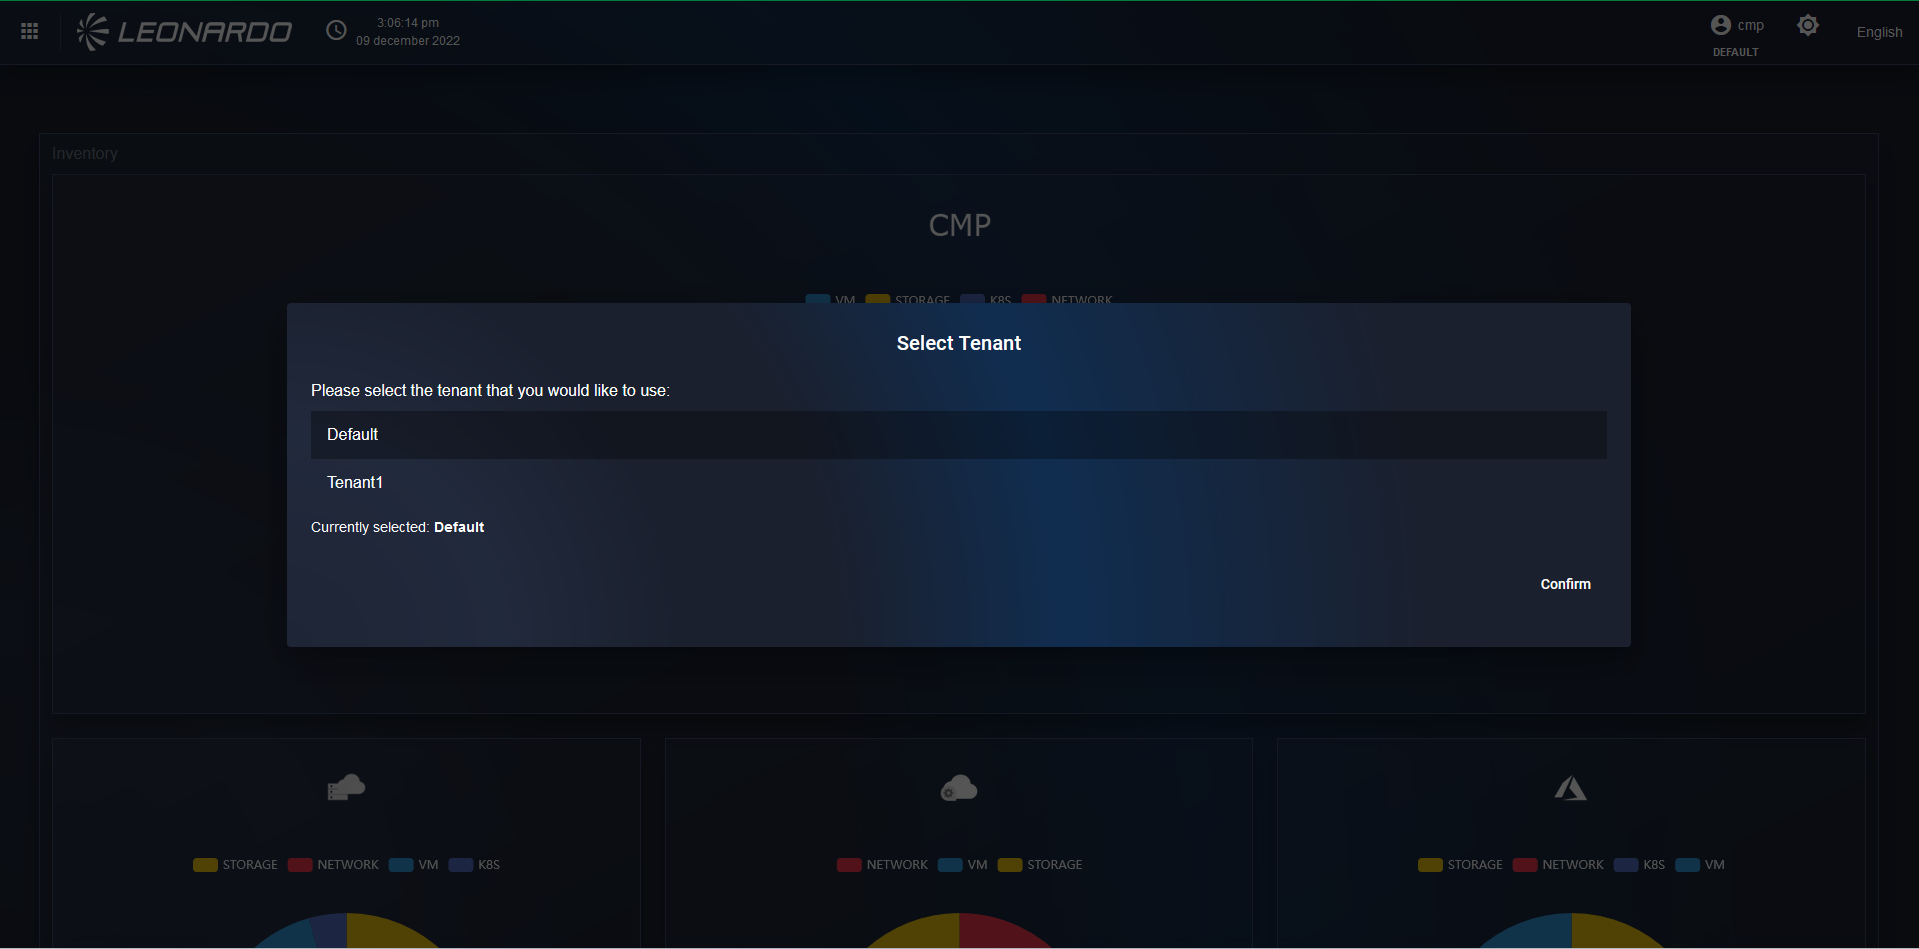 LEONARDO
3:06:14 pm
09 december 2022
cmp
DEFAULT
English
Inventory
CMP
VM STORAGE K8S NETWORK
Select Tenant
Please select the tenant that you would like to use:
Default
Tenant1
Currently selected: Default
Confirm
STORAGE NETWORK VM K8S
NETWORK VM STORAGE
STORAGE NETWORK K8S VM